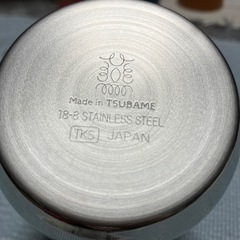 Made in TSUBAME
18-8 STAINLESS STEEL
TKS JAPAN